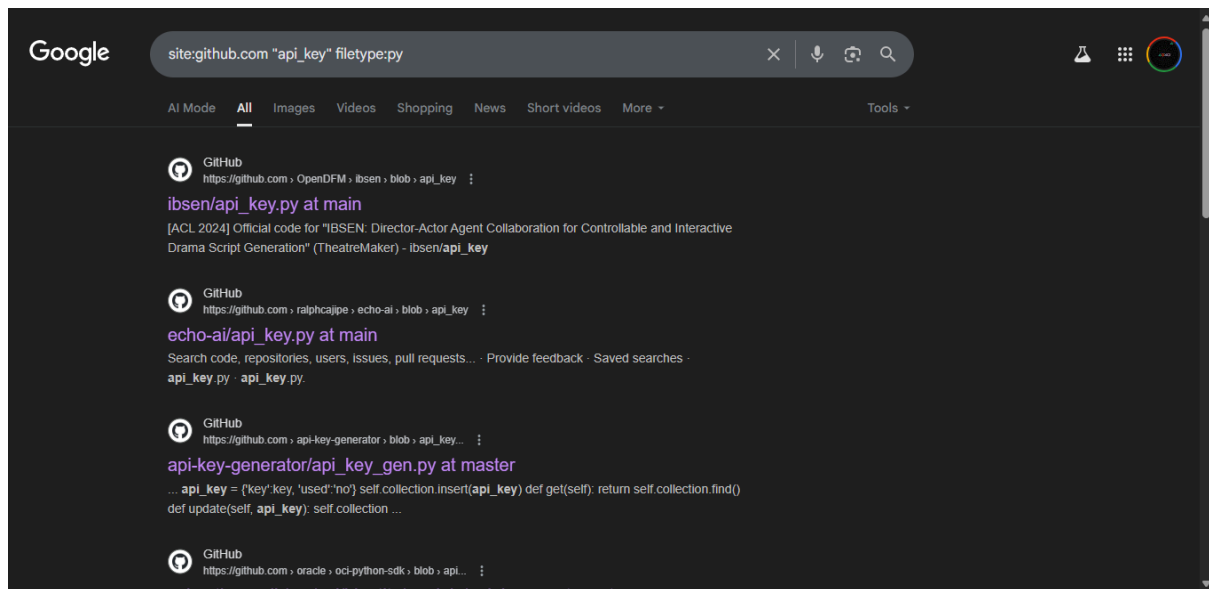 Google
site:github.com "api_key" filetype:py
AI Mode All Images Videos Shopping News Short videos More Tools
GitHub
https://github.com › OpenDFM › ibsen › blob › api_key
ibsen/api_key.py at main
[ACL 2024] Official code for "IBSEN: Director-Actor Agent Collaboration for Controllable and Interactive
Drama Script Generation" (TheatreMaker) - ibsen/api_key
GitHub
https://github.com › ralphcajipe › echo-ai › blob › api_key
echo-ai/api_key.py at main
Search code, repositories, users, issues, pull requests... · Provide feedback · Saved searches ·
api_key.py · api_key.py.
GitHub
https://github.com › api-key-generator › blob › api_key...
api-key-generator/api_key_gen.py at master
... api_key = {'key':key, 'used':'no'} self.collection.insert(api_key) def get(self): return self.collection.find()
def update(self, api_key): self.collection ...
GitHub
https://github.com › oracle › oci-python-sdk › blob › api...